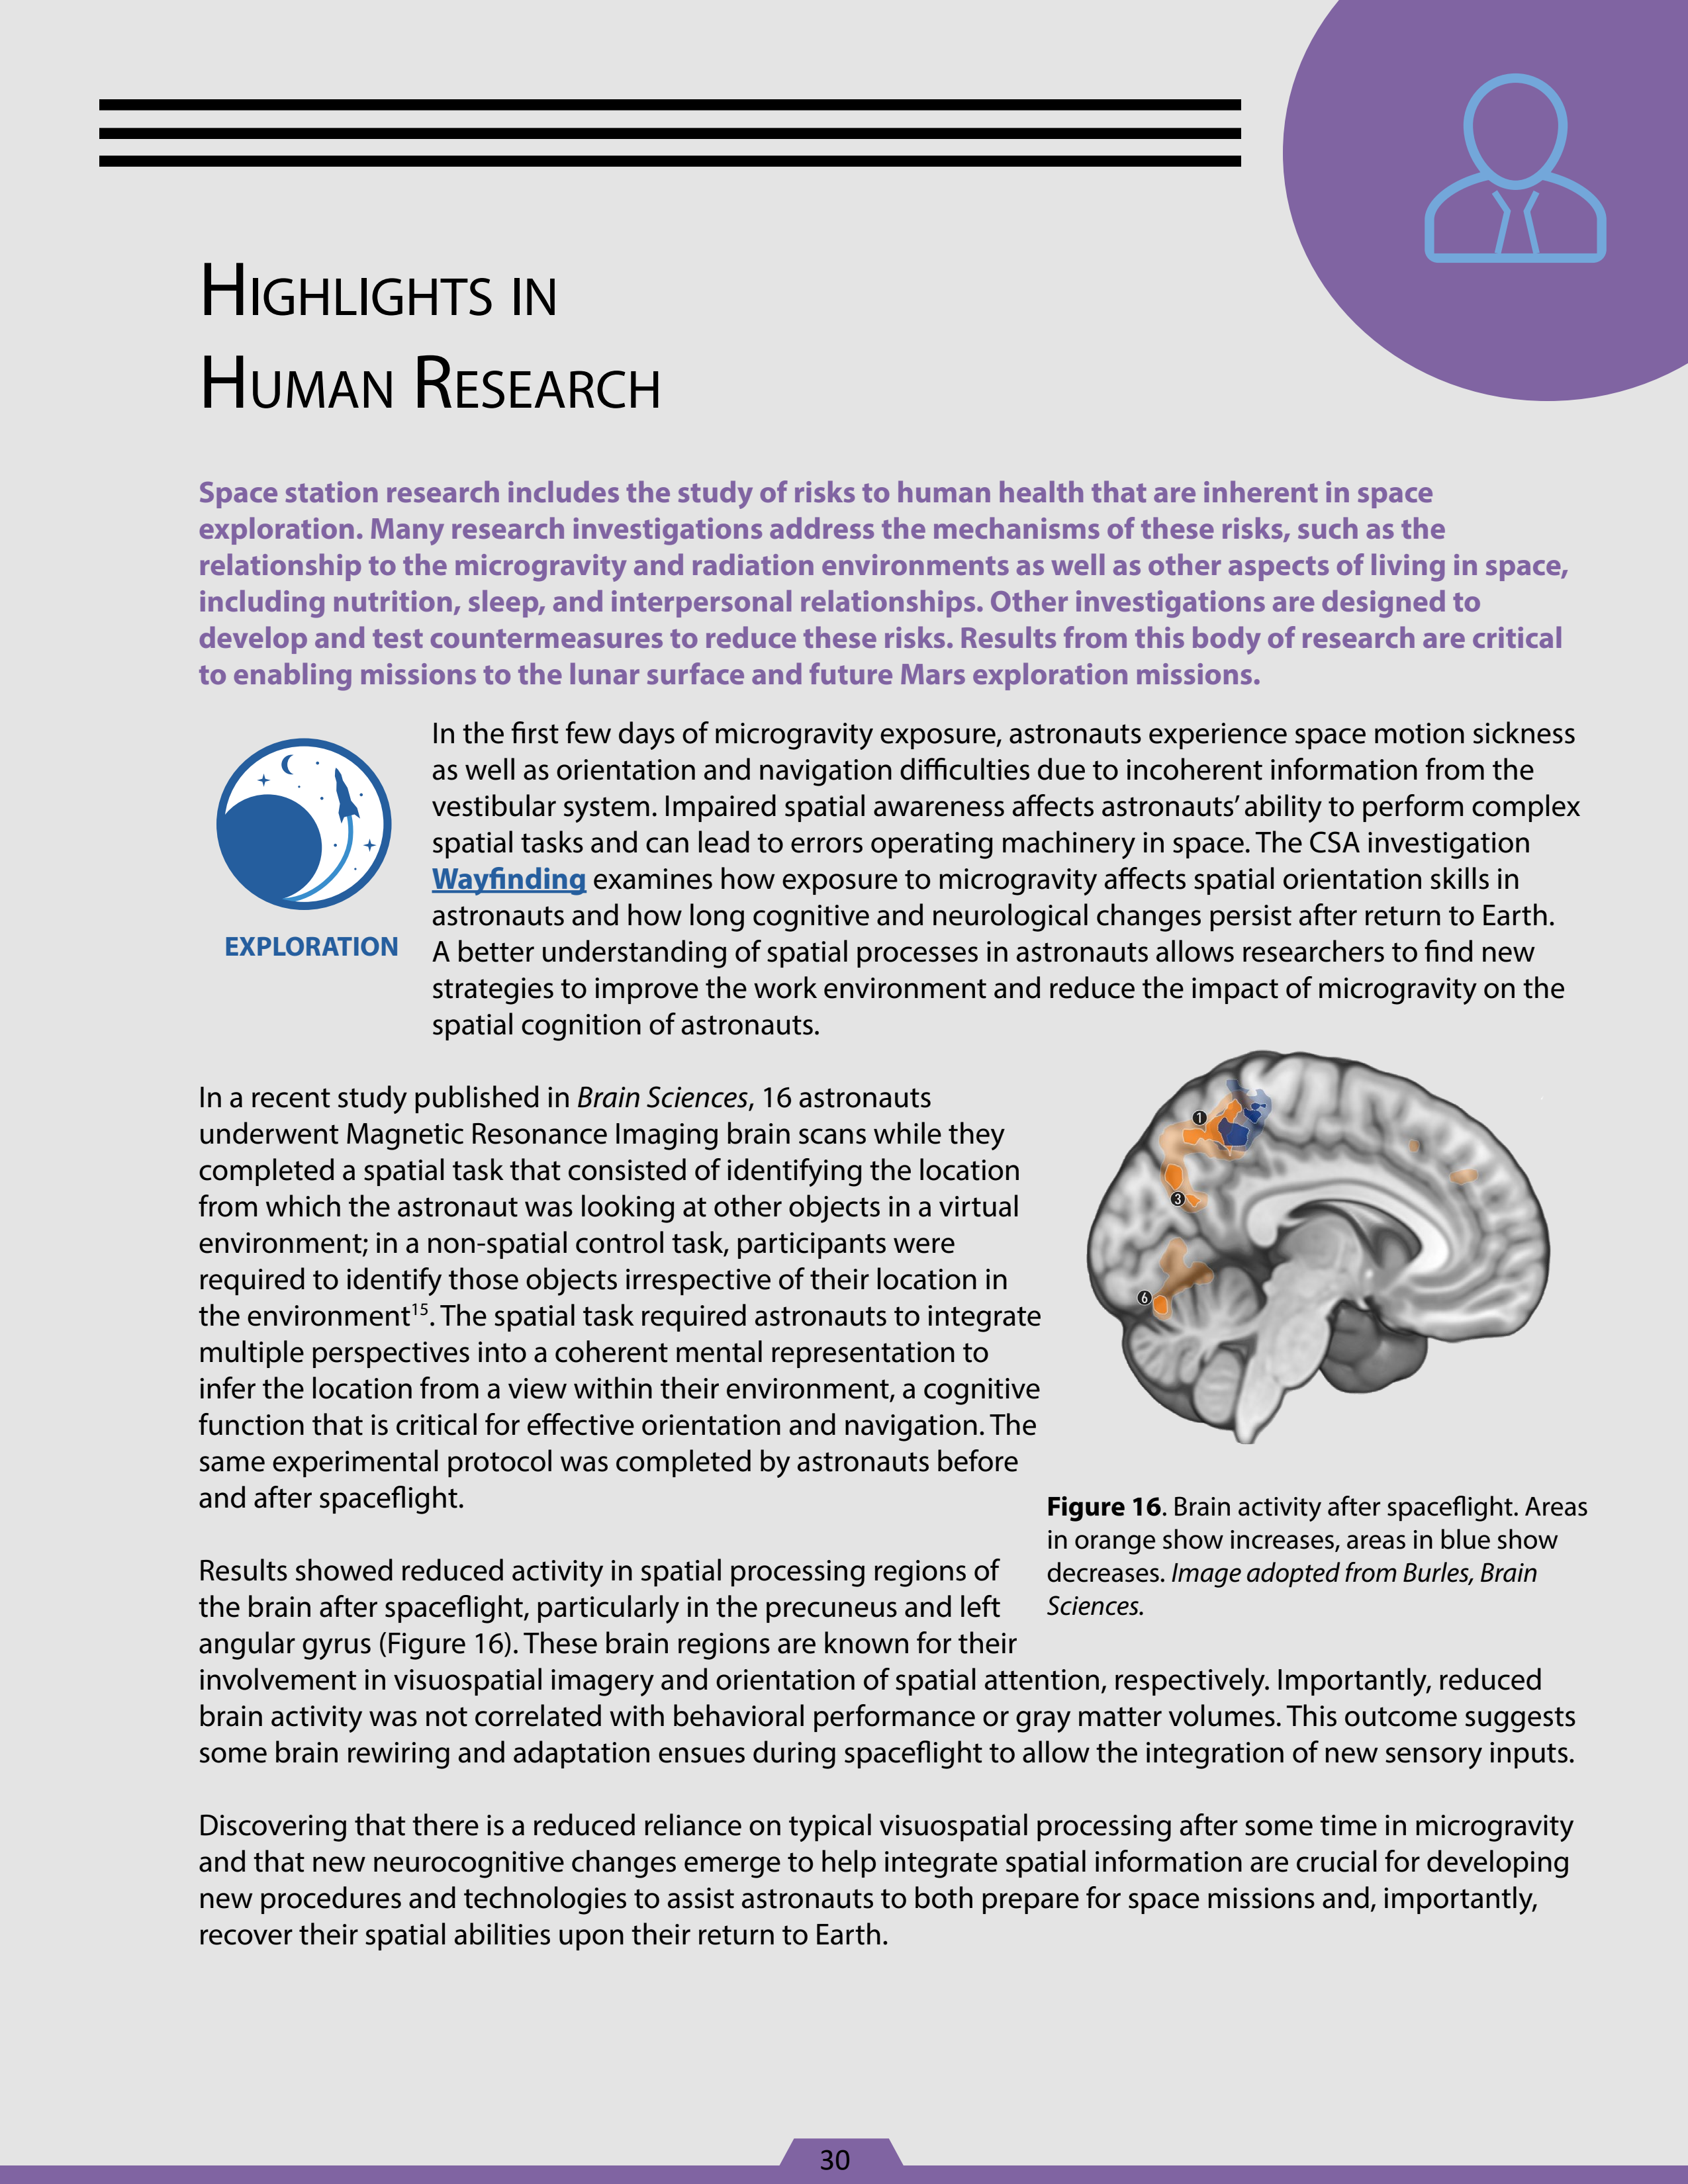 Highlights in
Human Research
Space station research includes the study of risks to human health that are inherent in space
exploration. Many research investigations address the mechanisms of these risks, such as the
relationship to the microgravity and radiation environments as well as other aspects of living in space,
including nutrition, sleep, and interpersonal relationships. Other investigations are designed to
develop and test countermeasures to reduce these risks. Results from this body of research are critical
to enabling missions to the lunar surface and future Mars exploration missions.
EXPLORATION
In the first few days of microgravity exposure, astronauts experience space motion sickness
as well as orientation and navigation difficulties due to incoherent information from the
vestibular system. Impaired spatial awareness affects astronauts’ ability to perform complex
spatial tasks and can lead to errors operating machinery in space. The CSA investigation
Wayfinding examines how exposure to microgravity affects spatial orientation skills in
astronauts and how long cognitive and neurological changes persist after return to Earth.
A better understanding of spatial processes in astronauts allows researchers to find new
strategies to improve the work environment and reduce the impact of microgravity on the
spatial cognition of astronauts.
In a recent study published in Brain Sciences, 16 astronauts
underwent Magnetic Resonance Imaging brain scans while they
completed a spatial task that consisted of identifying the location
from which the astronaut was looking at other objects in a virtual
environment; in a non-spatial control task, participants were
required to identify those objects irrespective of their location in
the environment¹⁵. The spatial task required astronauts to integrate
multiple perspectives into a coherent mental representation to
infer the location from a view within their environment, a cognitive
function that is critical for effective orientation and navigation. The
same experimental protocol was completed by astronauts before
and after spaceflight.
1
3
6
Figure 16. Brain activity after spaceflight. Areas
in orange show increases, areas in blue show
decreases. Image adopted from Burles, Brain
Sciences.
Results showed reduced activity in spatial processing regions of
the brain after spaceflight, particularly in the precuneus and left
angular gyrus (Figure 16). These brain regions are known for their
involvement in visuospatial imagery and orientation of spatial attention, respectively. Importantly, reduced
brain activity was not correlated with behavioral performance or gray matter volumes. This outcome suggests
some brain rewiring and adaptation ensues during spaceflight to allow the integration of new sensory inputs.
Discovering that there is a reduced reliance on typical visuospatial processing after some time in microgravity
and that new neurocognitive changes emerge to help integrate spatial information are crucial for developing
new procedures and technologies to assist astronauts to both prepare for space missions and, importantly,
recover their spatial abilities upon their return to Earth.
30